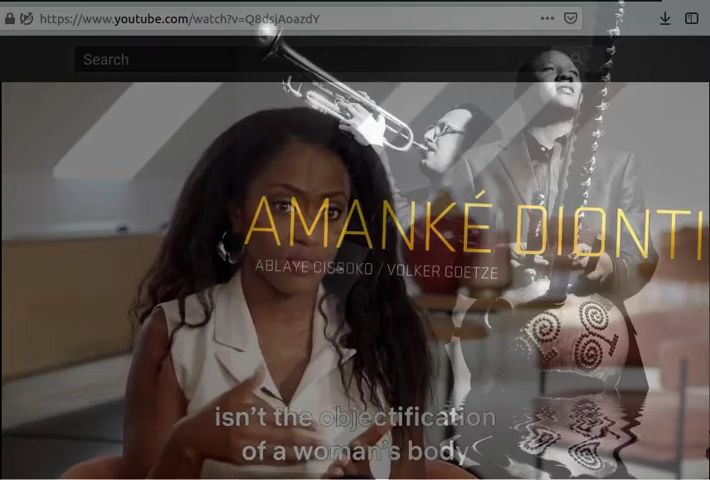 https://www.youtube.com/watch?v=Q8dsjAoazdY
Search
AMANKÉ DIONTI
ABLAYE CISSOKO / VOLKER GOETZE
isn't the objectification
of a woman's body